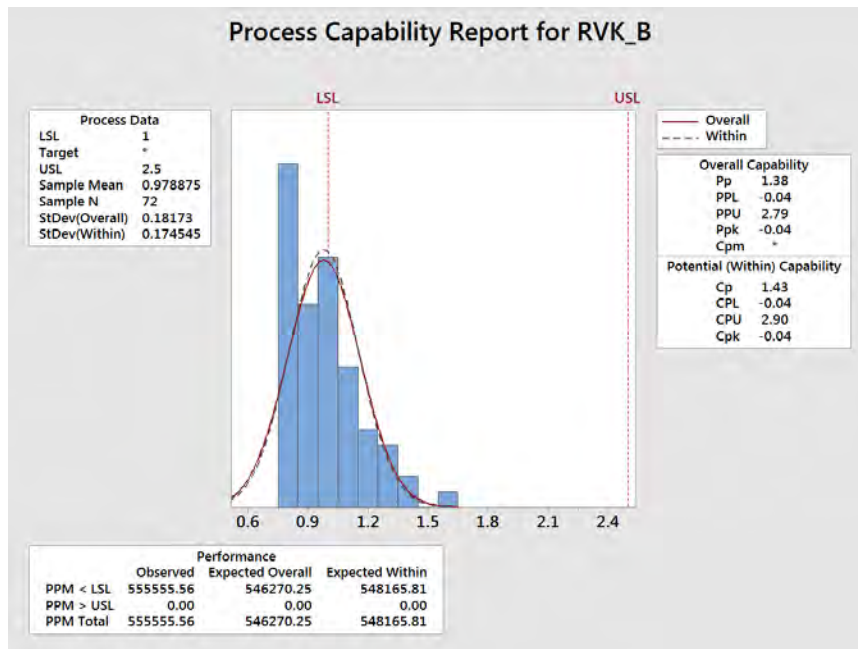 Process Capability Report for RVK_B
LSL USL
Process Data
LSL 1
Target *
USL 2.5
Sample Mean 0.978875
Sample N 72
StDev(Overall) 0.18173
StDev(Within) 0.174545
Overall
Within
Overall Capability
Pp 1.38
PPL -0.04
PPU 2.79
Ppk -0.04
Cpm *
Potential (Within) Capability
Cp 1.43
CPL -0.04
CPU 2.90
Cpk -0.04
0.6 0.9 1.2 1.5 1.8 2.1 2.4
Performance
Observed Expected Overall Expected Within
PPM < LSL 555555.56 546270.25 548165.81
PPM > USL 0.00 0.00 0.00
PPM Total 555555.56 546270.25 548165.81